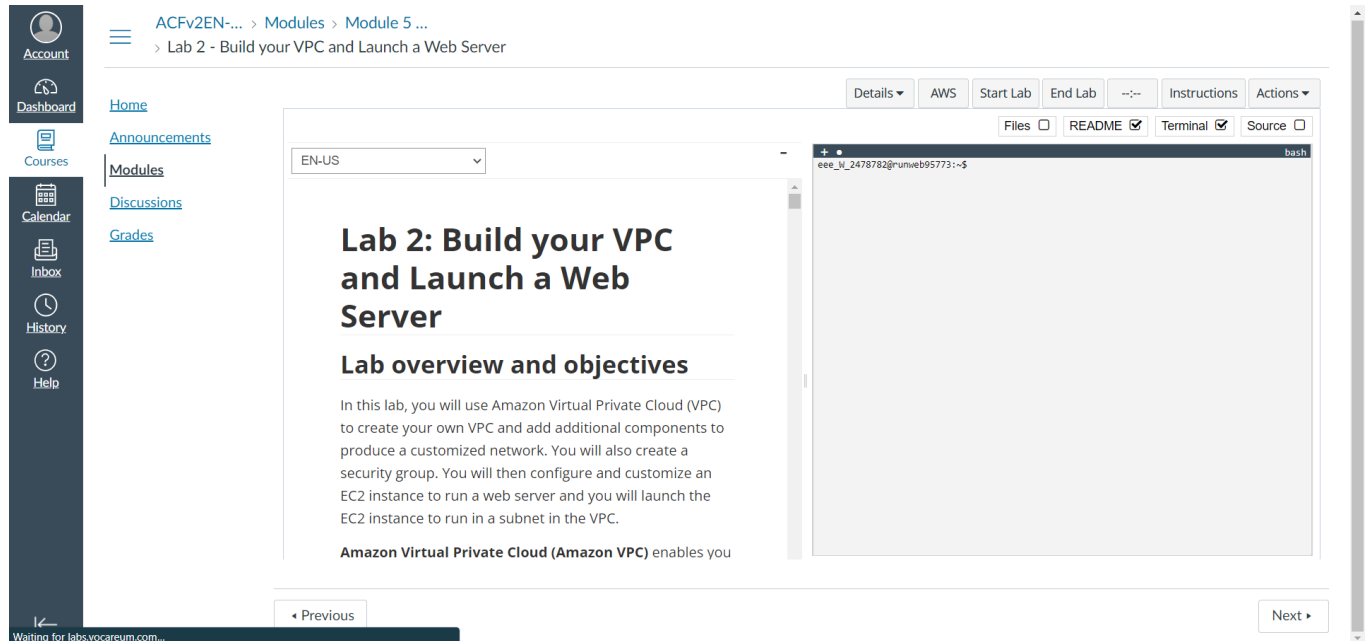 Account
Dashboard
Courses
Calendar
Inbox
History
Help
ACFv2EN-... > Modules > Module 5 ...
> Lab 2 - Build your VPC and Launch a Web Server
Home
Announcements
Modules
Discussions
Grades
Details AWS Start Lab End Lab --:-- Instructions Actions
Files README Terminal Source
EN-US
Lab 2: Build your VPC
and Launch a Web
Server
Lab overview and objectives
In this lab, you will use Amazon Virtual Private Cloud (VPC)
to create your own VPC and add additional components to
produce a customized network. You will also create a
security group. You will then configure and customize an
EC2 instance to run a web server and you will launch the
EC2 instance to run in a subnet in the VPC.
Amazon Virtual Private Cloud (Amazon VPC) enables you
bash
eee_W_2478782@runweb95773:~$
Previous
Next
Waiting for labs.vocareum.com...